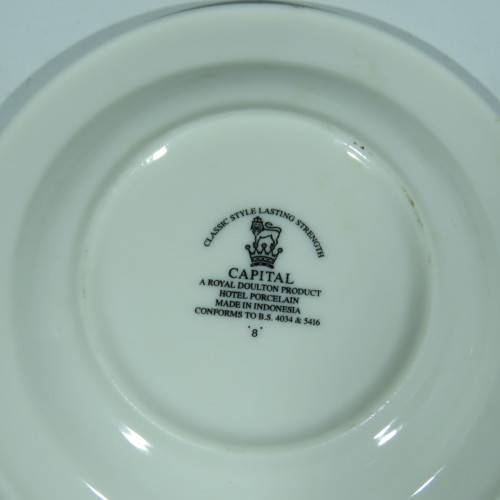 CLASSIC STYLE LASTING STRENGTH
CAPITAL
A ROYAL DOULTON PRODUCT
HOTEL PORCELAIN
MADE IN INDONESIA
CONFORMS TO B.S. 4034 & 5416
'8'